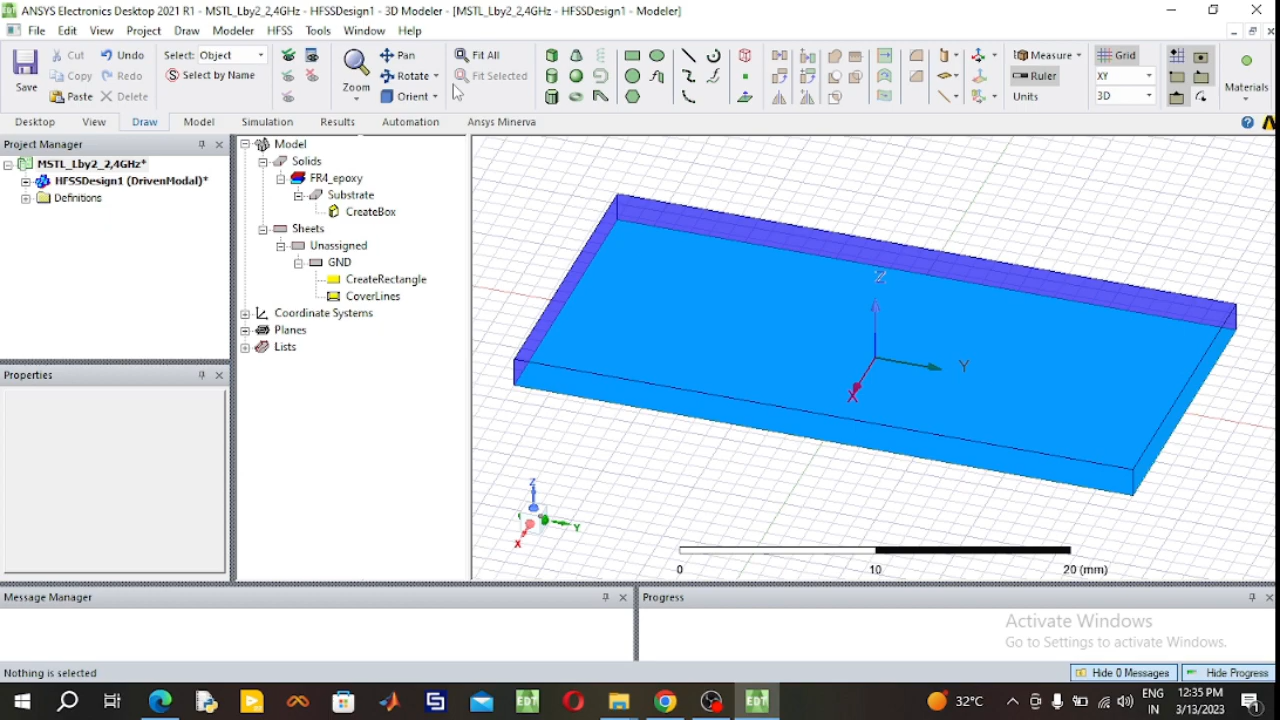 ANSYS Electronics Desktop 2021 R1 - MSTL_Lby2_2,4GHz - HFSSDesign1 - 3D Modeler - [MSTL_Lby2_2,4GHz - HFSSDesign1 - Modeler]
File Edit View Project Draw Modeler HFSS Tools Window Help
Save
Cut Undo
Copy Redo
Paste Delete
Select: Object
Select by Name
Zoom
Pan
Rotate
Orient
Fit All
Fit Selected
Measure
Ruler
Units
Grid
XY
3D
Materials
Desktop View Draw Model Simulation Results Automation Ansys Minerva
Project Manager
MSTL_Lby2_2,4GHz*
HFSSDesign1 (DrivenModal)*
Definitions
Properties
Model
Solids
FR4_epoxy
Substrate
CreateBox
Sheets
Unassigned
GND
CreateRectangle
CoverLines
Coordinate Systems
Planes
Lists
Z
Y
X
Z
Y
X
0 10 20 (mm)
Message Manager
Progress
Activate Windows
Go to Settings to activate Windows.
Nothing is selected
Hide 0 Messages
Hide Progress
EDT
EDT
32°C
ENG
IN
12:35 PM
3/13/2023
1